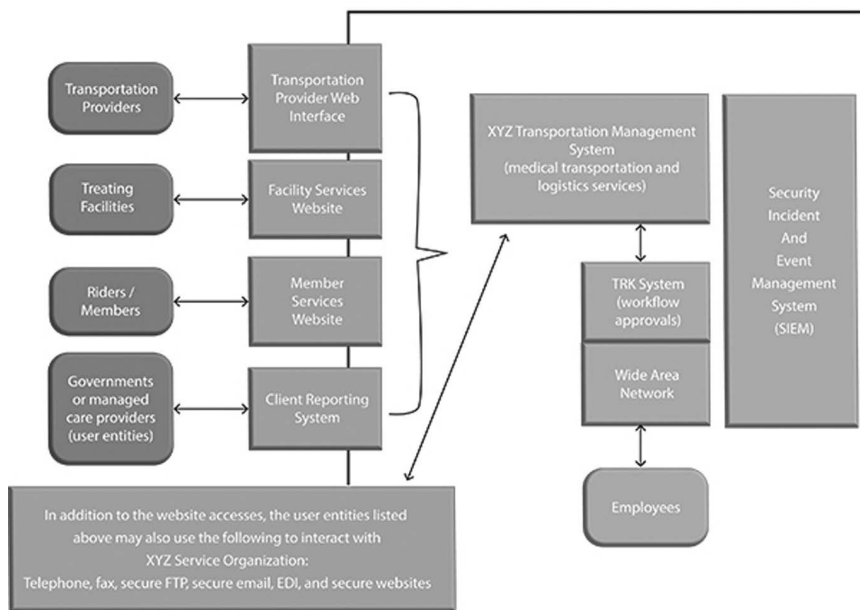 Transportation
Providers
Transportation
Provider Web
Interface
Treating
Facilities
Facility Services
Website
Riders /
Members
Member
Services
Website
Governments
or managed
care providers
(user entities)
Client Reporting
System
In addition to the website accesses, the user entities listed
above may also use the following to interact with
XYZ Service Organization:
Telephone, fax, secure FTP, secure email, EDI, and secure websites
XYZ Transportation Management
System
(medical transportation and
logistics services)
TRK System
(workflow
approvals)
Wide Area
Network
Employees
Security
Incident
And
Event
Management
System
(SIEM)